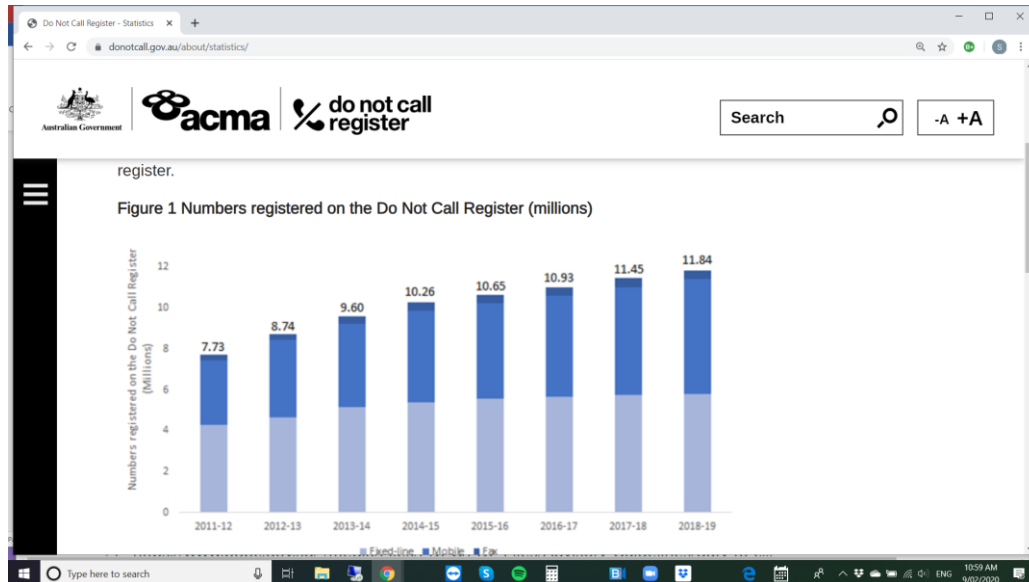 Do Not Call Register - Statistics
donotcall.gov.au/about/statistics/
S
Australian Government
acma
do not call
register
Search
-A +A
register.
Figure 1 Numbers registered on the Do Not Call Register (millions)
Numbers registered on the Do Not Call Register
(Millions)
12
10
8
6
4
2
0
7.73
8.74
9.60
10.26
10.65
10.93
11.45
11.84
2011-12
2012-13
2013-14
2014-15
2015-16
2016-17
2017-18
2018-19
Fixed-line Mobile Fax
Type here to search
ENG
10:59 AM
9/02/2020